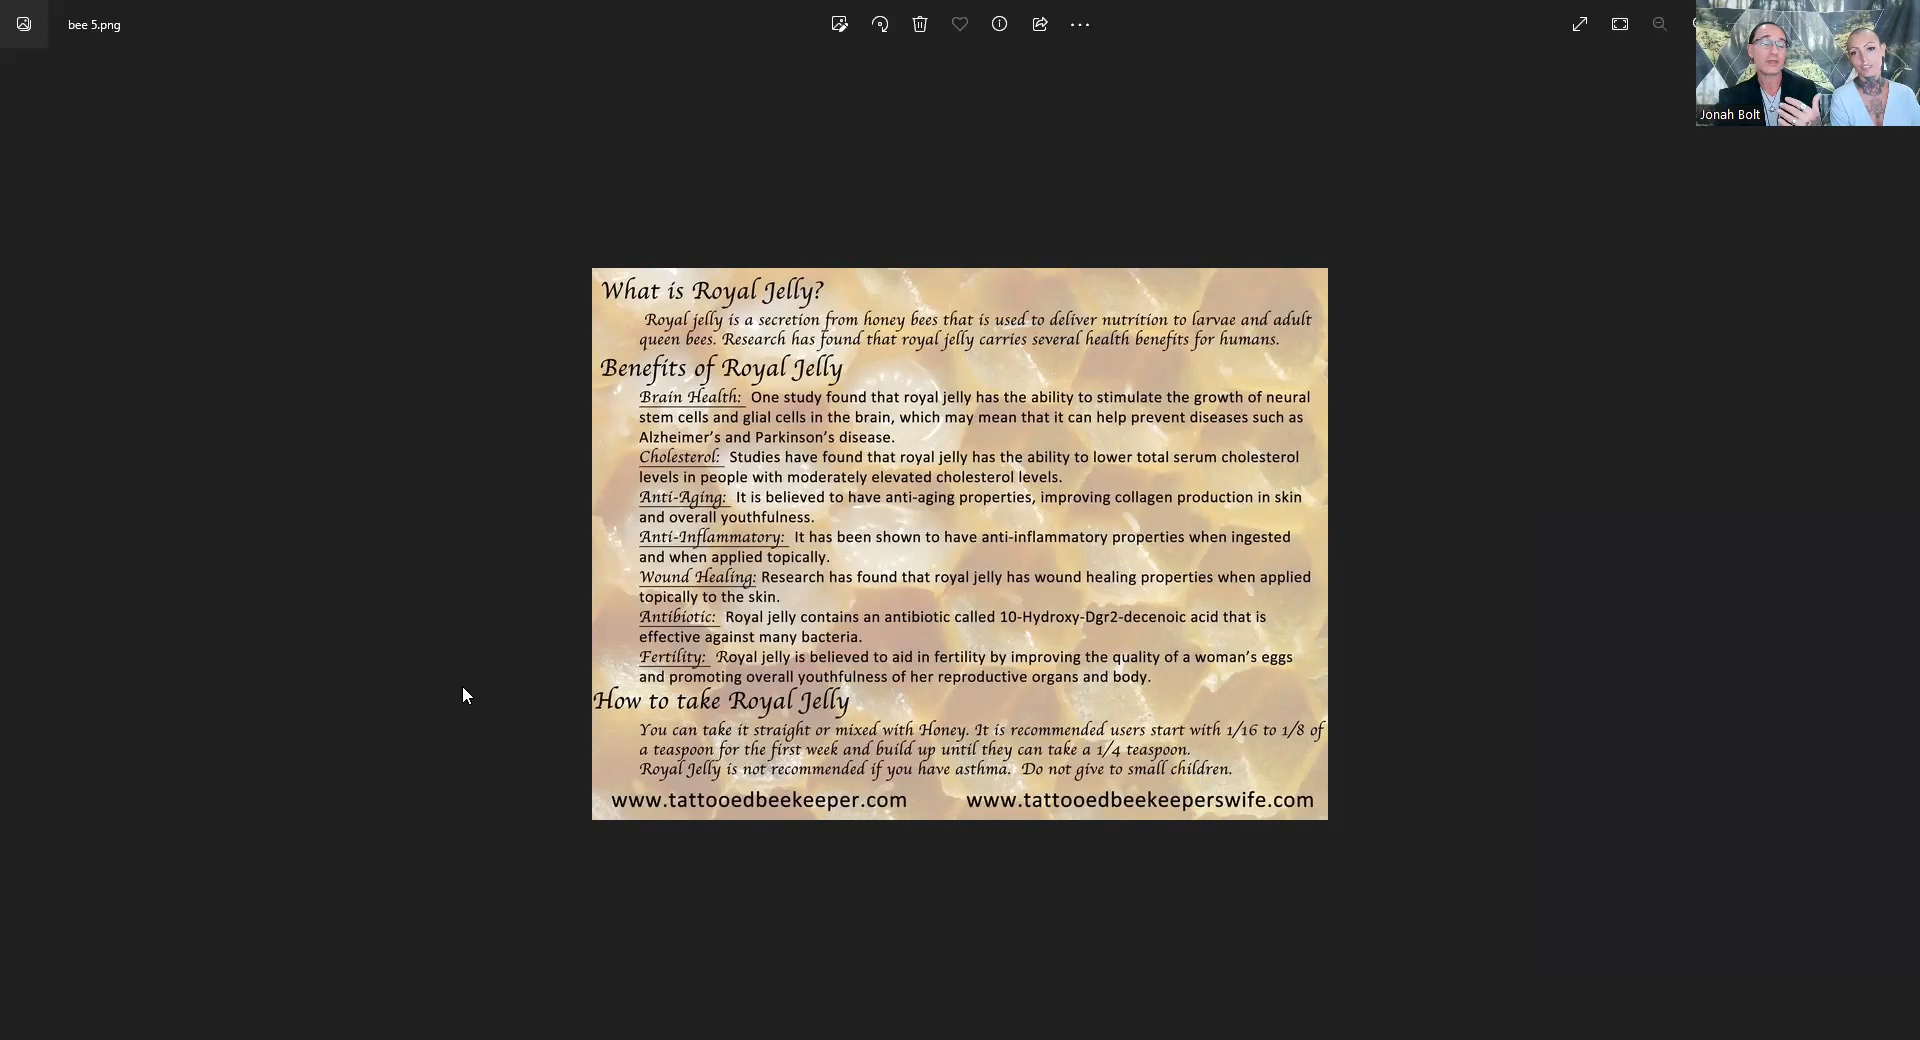 bee 5.png
Jonah Bolt
What is Royal Jelly?
Royal jelly is a secretion from honey bees that is used to deliver nutrition to larvae and adult
queen bees. Research has found that royal jelly carries several health benefits for humans.
Benefits of Royal Jelly
Brain Health: One study found that royal jelly has the ability to stimulate the growth of neural
stem cells and glial cells in the brain, which may mean that it can help prevent diseases such as
Alzheimer's and Parkinson's disease.
Cholesterol: Studies have found that royal jelly has the ability to lower total serum cholesterol
levels in people with moderately elevated cholesterol levels.
Anti-Aging: It is believed to have anti-aging properties, improving collagen production in skin
and overall youthfulness.
Anti-Inflammatory: It has been shown to have anti-inflammatory properties when ingested
and when applied topically.
Wound Healing: Research has found that royal jelly has wound healing properties when applied
topically to the skin.
Antibiotic: Royal jelly contains an antibiotic called 10-Hydroxy-Dgr2-decenoic acid that is
effective against many bacteria.
Fertility: Royal jelly is believed to aid in fertility by improving the quality of a woman's eggs
and promoting overall youthfulness of her reproductive organs and body.
How to take Royal Jelly
You can take it straight or mixed with Honey. It is recommended users start with 1/16 to 1/8 of
a teaspoon for the first week and build up until they can take a 1/4 teaspoon.
Royal Jelly is not recommended if you have asthma. Do not give to small children.
www.tattooedbeekeeper.com www.tattooedbeekeeperswife.com